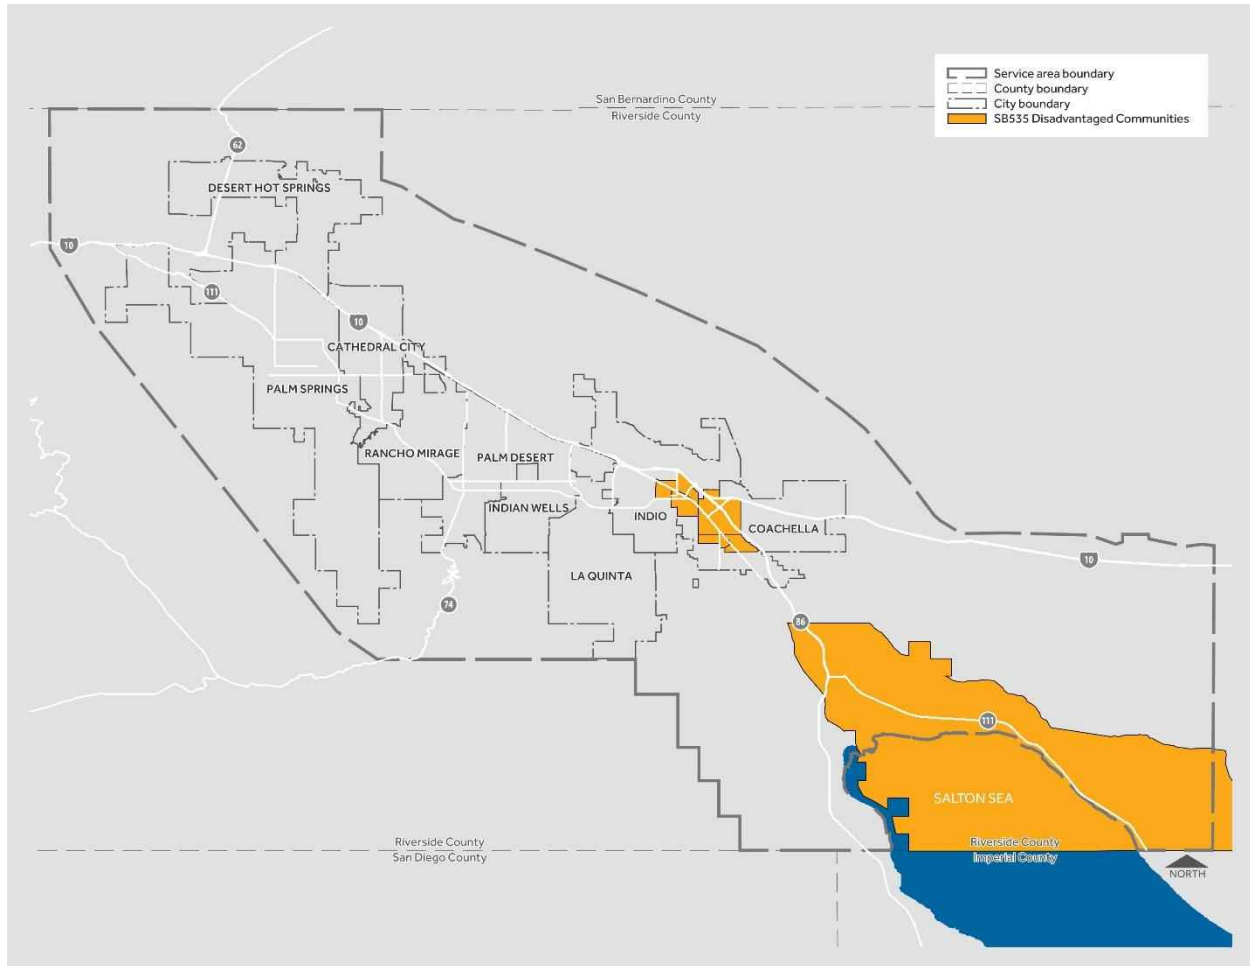 Service area boundary
County boundary
City boundary
SB535 Disadvantaged Communities
San Bernardino County
Riverside County
62
DESERT HOT SPRINGS
10
111
10
CATHEDRAL CITY
PALM SPRINGS
RANCHO MIRAGE
PALM DESERT
INDIAN WELLS
INDIO
COACHELLA
10
LA QUINTA
74
86
111
SALTON SEA
Riverside County
San Diego County
Riverside County
Imperial County
NORTH